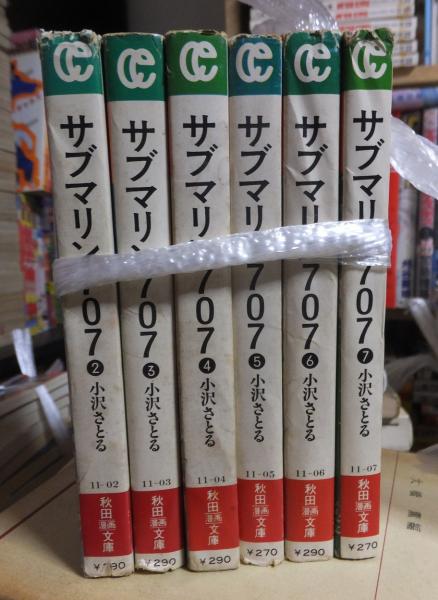 サブマリン707
2
小沢さとる
11-02
秋田漫画文庫
¥290
サブマリン707
3
小沢さとる
11-03
秋田漫画文庫
¥290
サブマリン707
4
小沢さとる
11-04
秋田漫画文庫
¥290
サブマリン707
5
小沢さとる
11-05
秋田漫画文庫
¥270
サブマリン707
6
小沢さとる
11-06
秋田漫画文庫
¥290
サブマリン707
7
小沢さとる
11-07
秋田漫画文庫
¥270